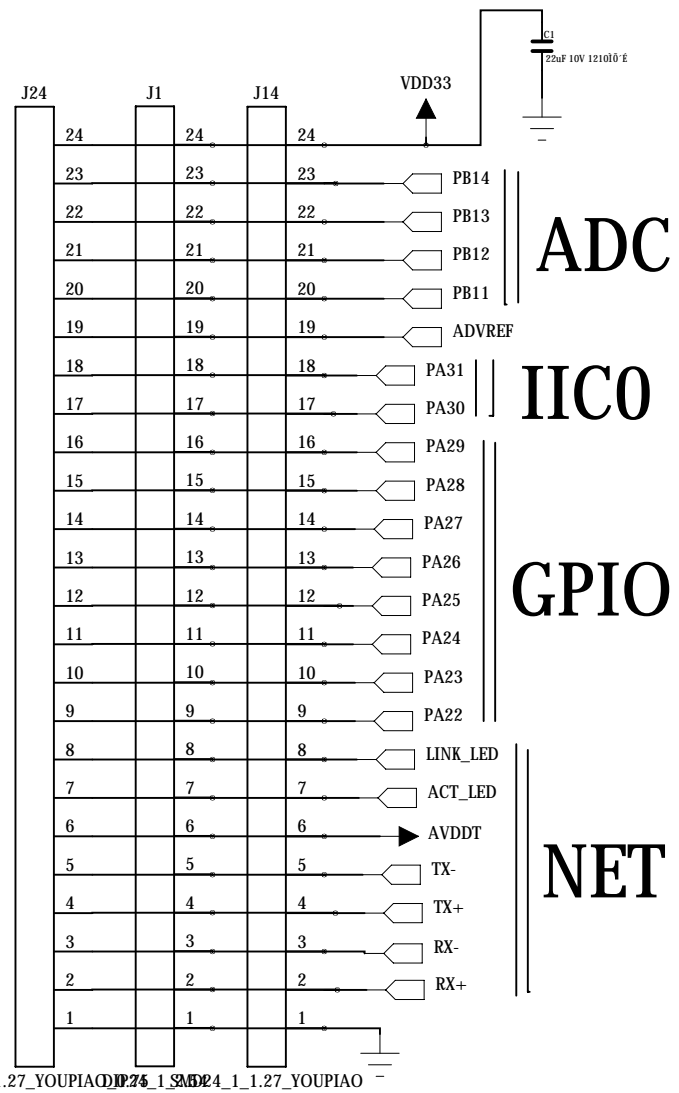 C1
22uF 10V 1210ÌÕ´É
VDD33
J24 J1 J14
24 24 24
23 23 23 PB14
22 22 22 PB13
ADC
21 21 21 PB12
20 20 20 PB11
19 19 19 ADVREF
18 18 18 PA31
IIC0
17 17 17 PA30
16 16 16 PA29
15 15 15 PA28
14 14 14 PA27
13 13 13 PA26
GPIO
12 12 12 PA25
11 11 11 PA24
10 10 10 PA23
9 9 9 PA22
8 8 8 LINK_LED
7 7 7 ACT_LED
6 6 6 AVDDT
NET
5 5 5 TX-
4 4 4 TX+
3 3 3 RX-
2 2 2 RX+
1 1 1
.27_YOUPIAO 24_1_1.27_YOUPIAO